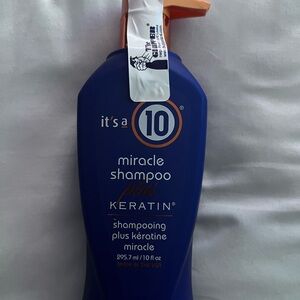 it's a 10
miracle
shampoo
plus
KERATIN®
shampooing
plus kératine
miracle
295.7 ml / 10 fl oz